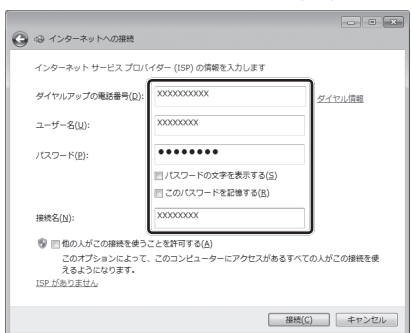 インターネットへの接続
インターネット サービス プロバイダー (ISP) の情報を入力します
ダイヤルアップの電話番号(D):
XXXXXXXXXX
ダイヤル情報
ユーザー名(U):
XXXXXXXX
パスワード(P):
●●●●●●●●
パスワードの文字を表示する(S)
このパスワードを記憶する(R)
接続名(N):
XXXXXXXX
他の人がこの接続を使うことを許可する(A)
このオプションによって、このコンピューターにアクセスがあるすべての人がこの接続を使
えるようになります。
ISP がありません
接続(C)
キャンセル